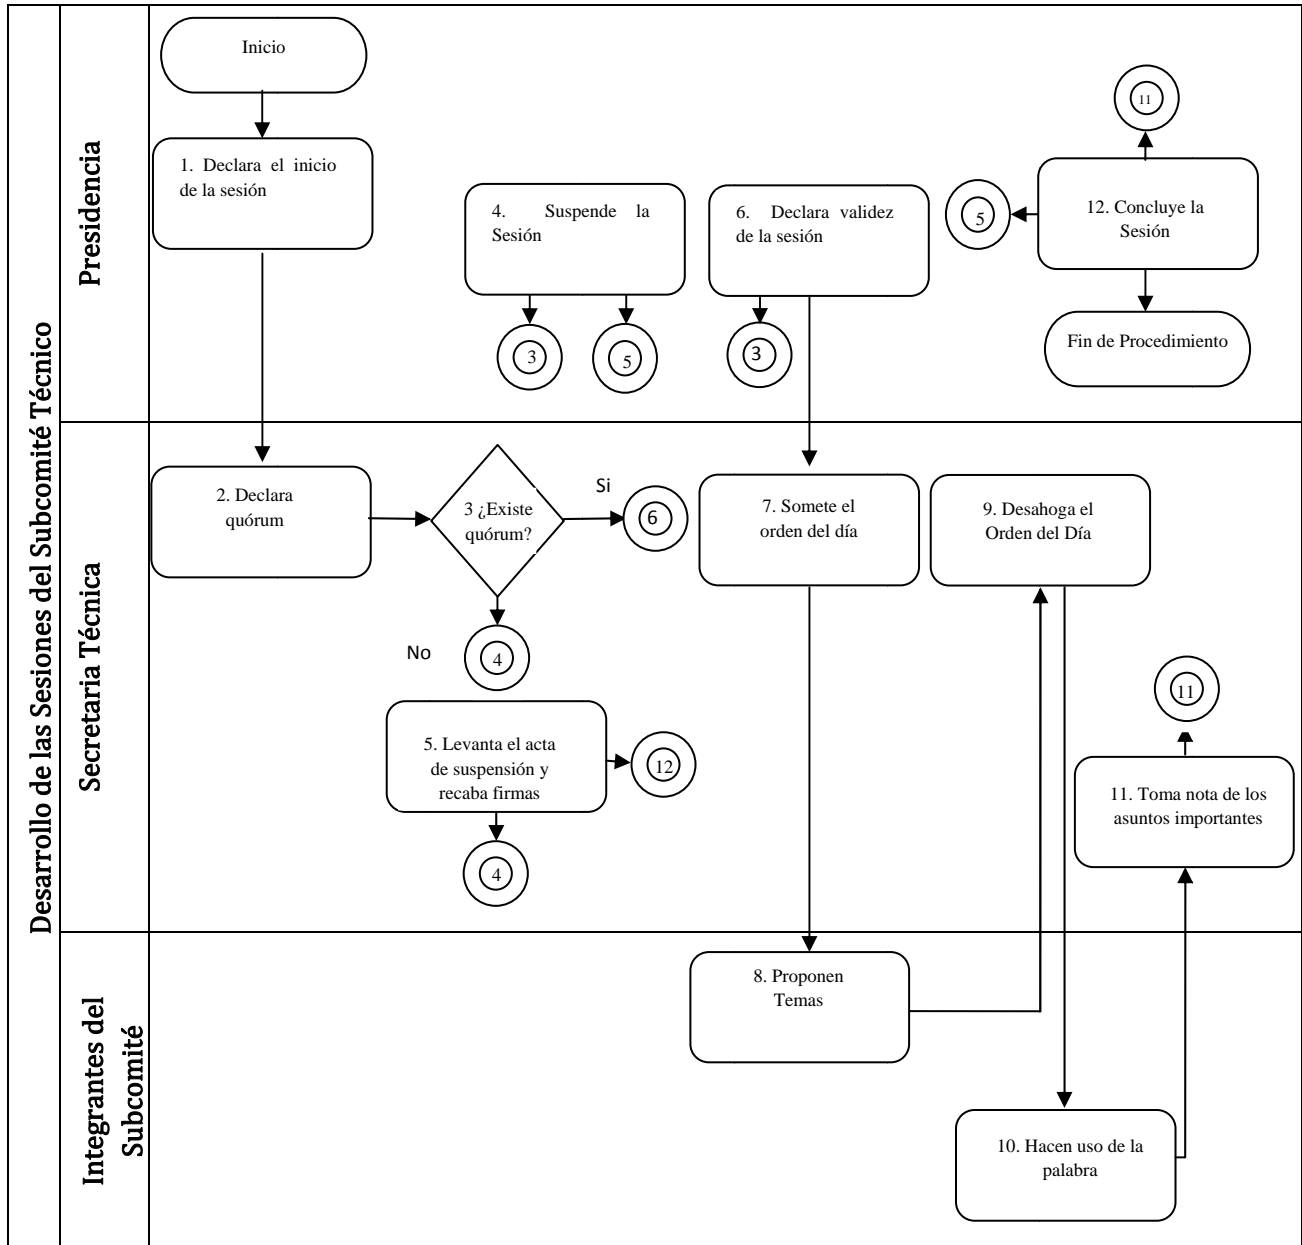 Desarrollo de las Sesiones del Subcomité Técnico
Presidencia
Inicio
1. Declara el inicio
de la sesión
4. Suspende la
Sesión
3
5
6. Declara validez
de la sesión
3
11
5
12. Concluye la
Sesión
Fin de Procedimiento
Secretaria Técnica
2. Declara
quórum
3 ¿Existe
quórum?
Si
6
No
4
5. Levanta el acta
de suspensión y
recaba firmas
12
4
7. Somete el
orden del día
9. Desahoga el
Orden del Día
11
11. Toma nota de los
asuntos importantes
Integrantes del
Subcomité
8. Proponen
Temas
10. Hacen uso de la
palabra